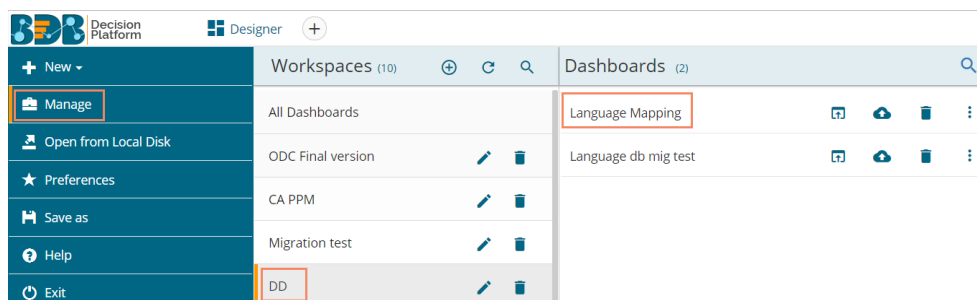 BDB Decision Platform
Designer
New
Manage
Open from Local Disk
Preferences
Save as
Help
Exit
Workspaces (10)
All Dashboards
ODC Final version
CA PPM
Migration test
DD
Dashboards (2)
Language Mapping
Language db mig test